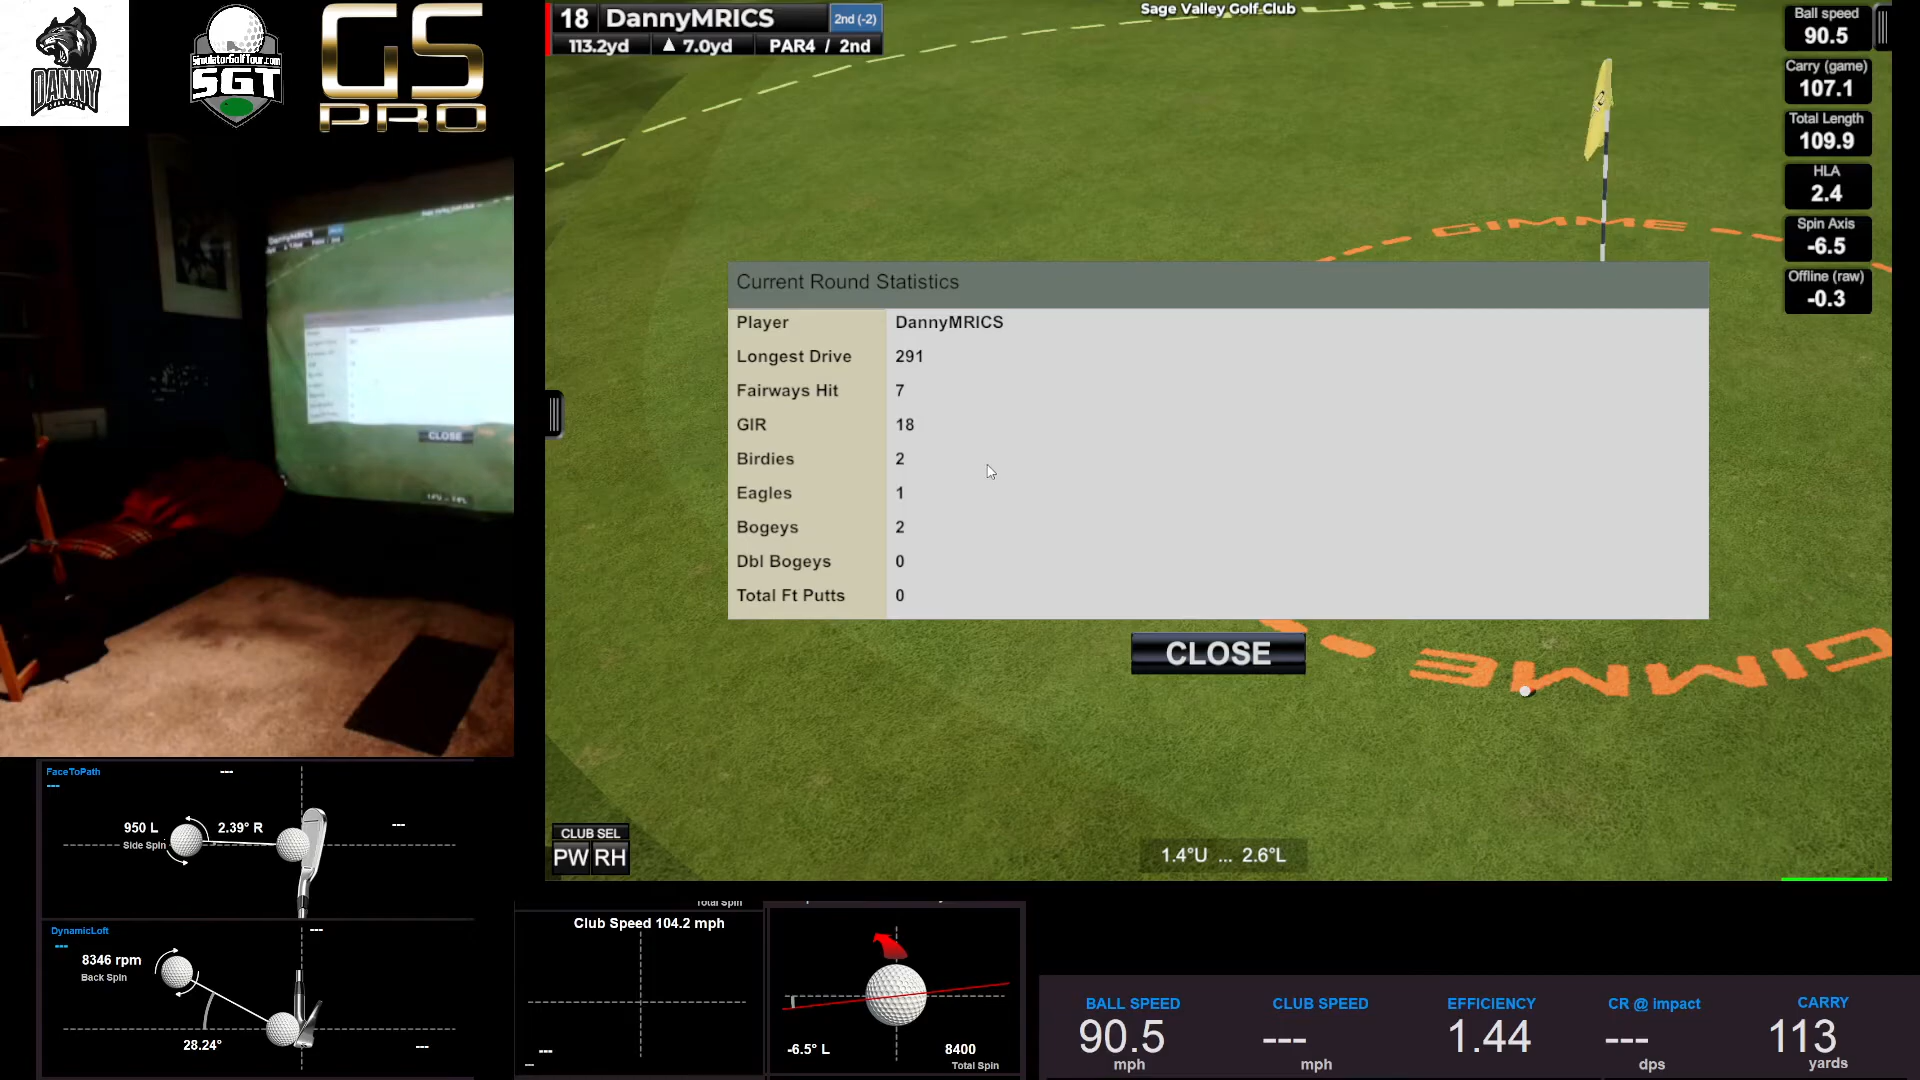 DANNY
SimulatorGolfTour.com
SGT
GS
PRO
18 DannyMRICS 2nd (-2)
113.2yd ▲ 7.0yd PAR4 / 2nd
Sage Valley Golf Club
Ball speed
90.5
Carry (game)
107.1
Total Length
109.9
HLA
2.4
Spin Axis
-6.5
Offline (raw)
-0.3
GIMME
Current Round Statistics
Player DannyMRICS
Longest Drive 291
Fairways Hit 7
GIR 18
Birdies 2
Eagles 1
Bogeys 2
Dbl Bogeys 0
Total Ft Putts 0
CLOSE
GIMME
DannyMRICS
CLOSE
CLUB SEL
PW RH
1.4°U ... 2.6°L
FaceToPath
---
---
950 L
Side Spin
2.39° R
---
DynamicLoft
---
---
8346 rpm
Back Spin
28.24°
---
Total Spin
Club Speed 104.2 mph
---
-6.5° L
8400
Total Spin
BALL SPEED
90.5
mph
CLUB SPEED
---
mph
EFFICIENCY
1.44
CR @ impact
---
dps
CARRY
113
yards